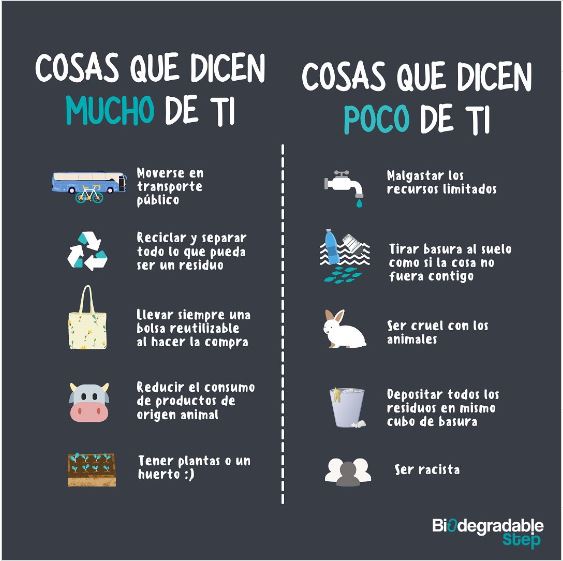 COSAS QUE DICEN
MUCHO DE TI
Moverse en
transporte
público
Reciclar y separar
todo lo que pueda
ser un residuo
Llevar siempre una
bolsa reutilizable
al hacer la compra
Reducir el consumo
de productos de
origen animal
Tener plantas o un
huerto :)
COSAS QUE DICEN
POCO DE TI
Malgastar los
recursos limitados
Tirar basura al suelo
como si la cosa no
fuera contigo
Ser cruel con los
animales
Depositar todos los
residuos en mismo
cubo de basura
Ser racista
Biodegradable
Step